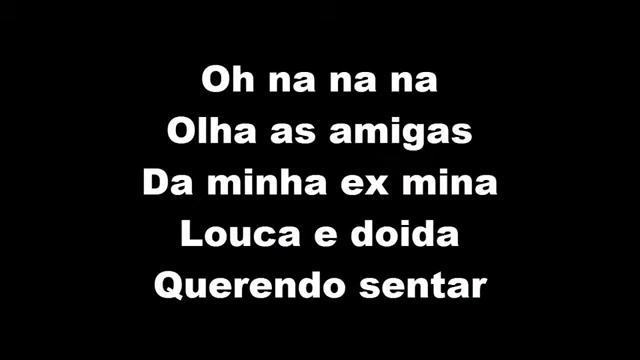 Oh na na na
Olha as amigas
Da minha ex mina
Louca e doida
Querendo sentar